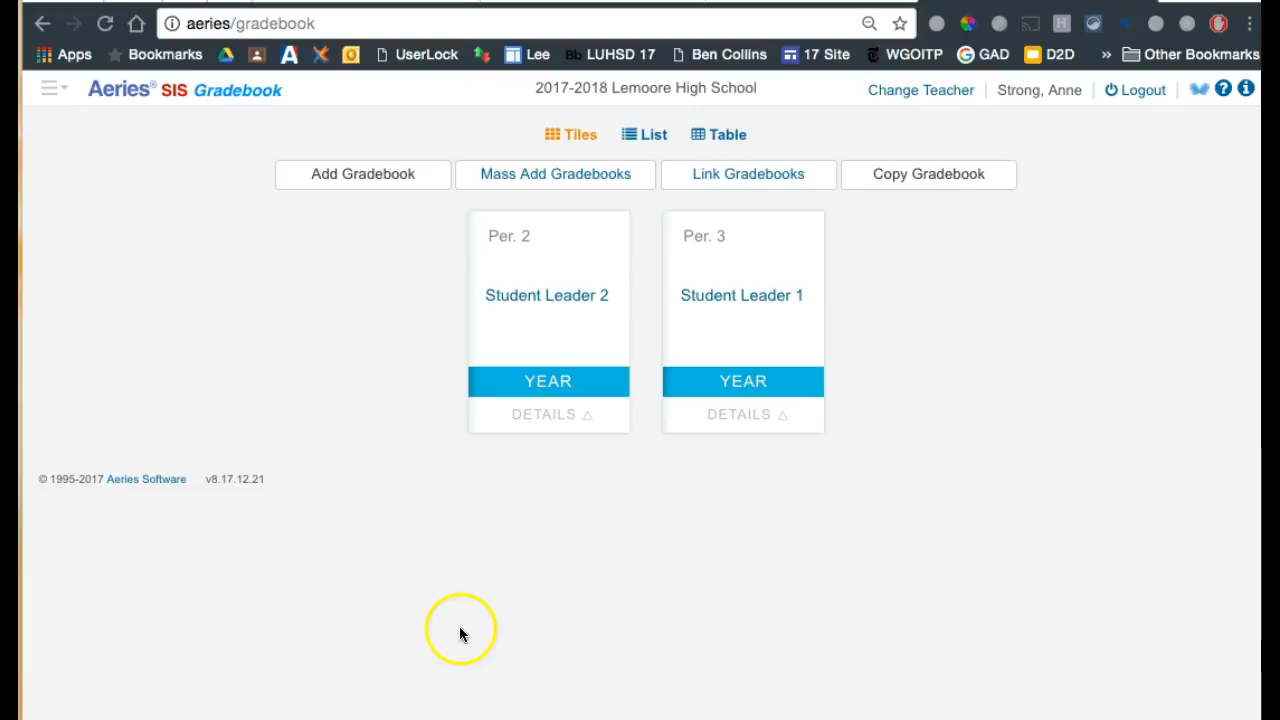 aeries/gradebook
Apps Bookmarks UserLock Lee Bb LUHSD 17 Ben Collins 17 Site WGOITP GAD D2D » Other Bookmarks
Aeries® SIS Gradebook 2017-2018 Lemoore High School Change Teacher Strong, Anne Logout
Tiles List Table
Add Gradebook Mass Add Gradebooks Link Gradebooks Copy Gradebook
Per. 2 Per. 3
Student Leader 2 Student Leader 1
YEAR YEAR
DETAILS DETAILS
© 1995-2017 Aeries Software v8.17.12.21